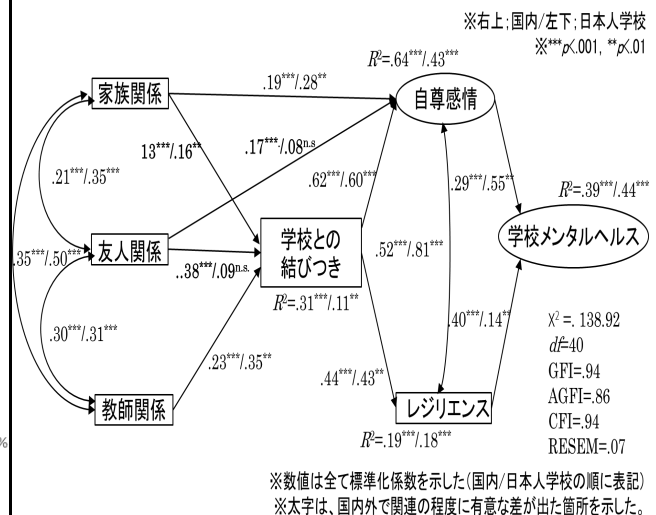 ※右上;国内/左下;日本人学校
※***p<.001, **p<.01
R²=.64***/.43***
家族関係
.19***/.28**
自尊感情
13***/.16**
.17***/.08n.s
.21***/.35***
.62***/.60***
.29***/.55**
R²=.39***/.44***
学校との
結びつき
学校メンタルヘルス
友人関係
.35***/.50***
..38***/.09n.s.
.52***/.81***
R²=.31***/.11**
.30***/.31***
.40***/.14**
.23***/.35**
.44***/.43**
教師関係
レジリエンス
R²=.19***/.18***
χ²=. 138.92
df=40
GFI=.94
AGFI=.86
CFI=.94
RESEM=.07
%
※数値は全て標準化係数を示した(国内/日本人学校の順に表記)
※太字は、国内外で関連の程度に有意な差が出た箇所を示した。